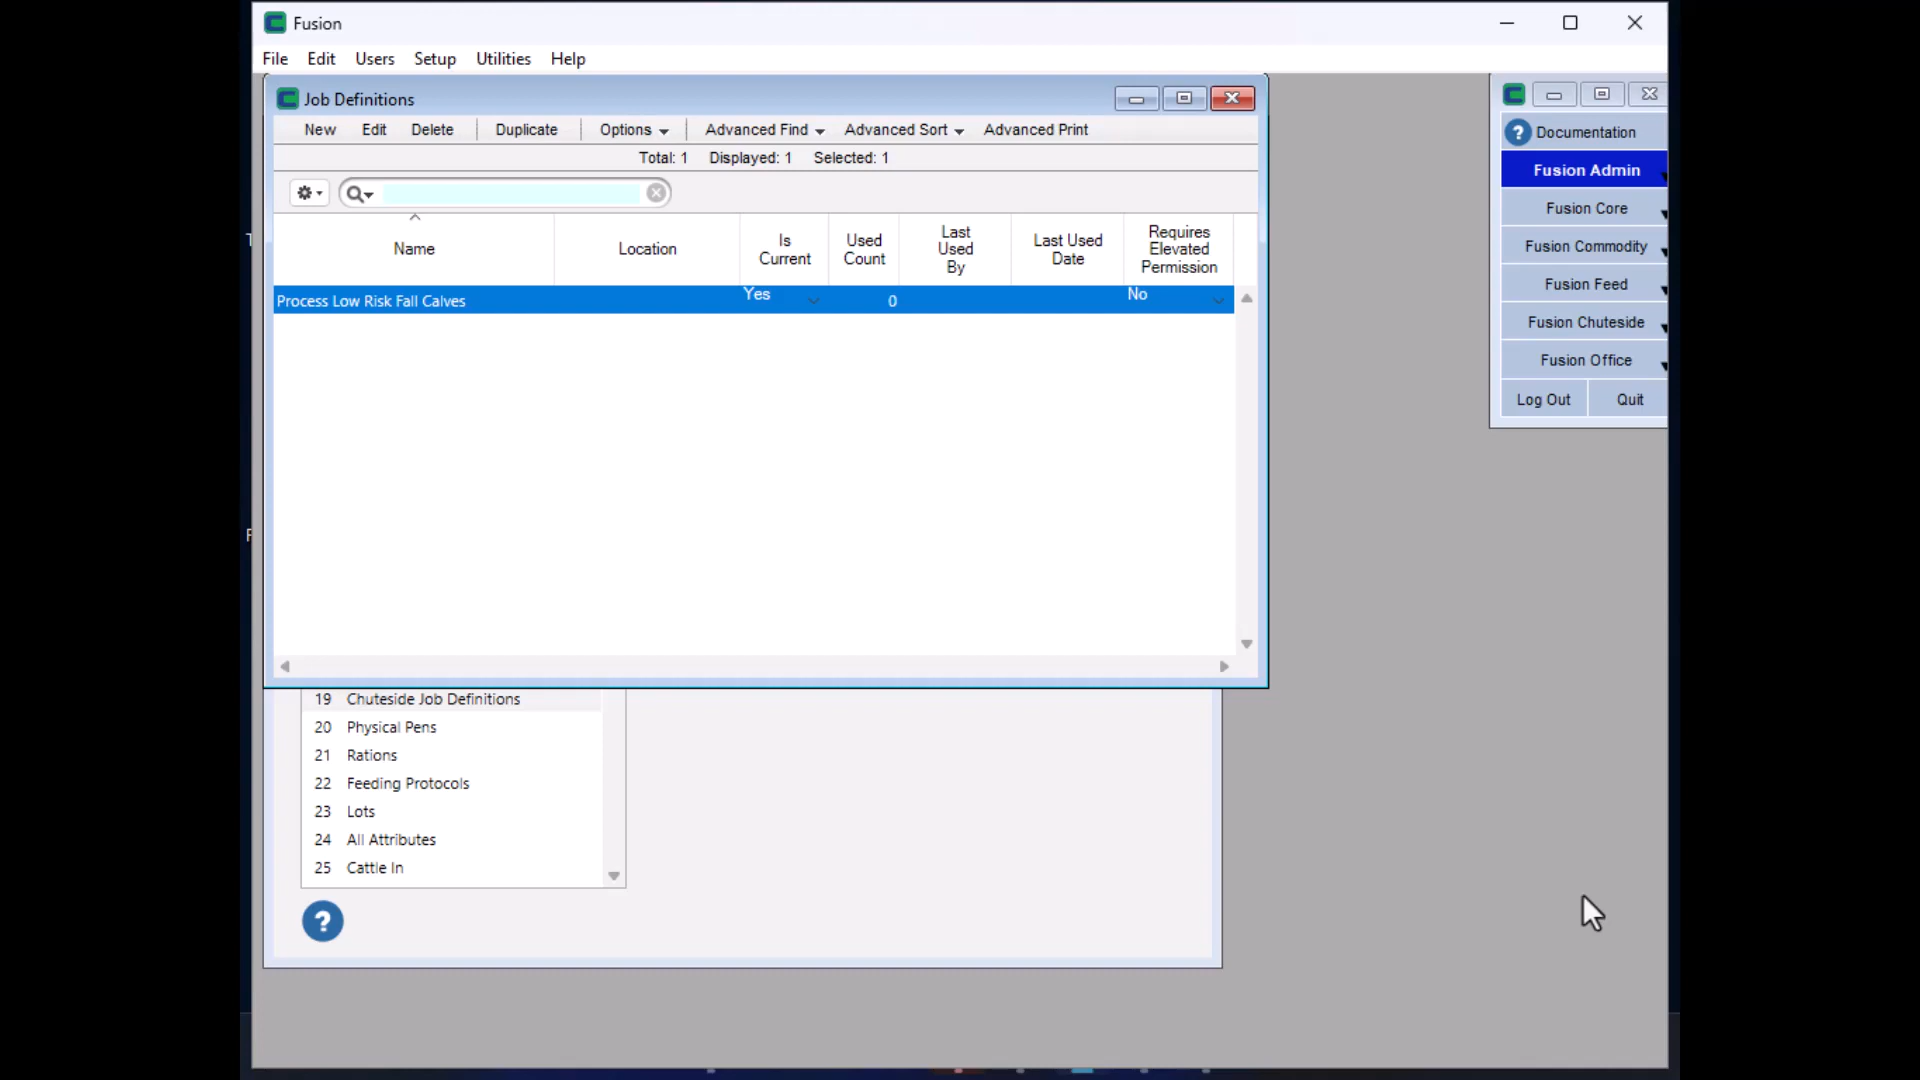 Fusion
File Edit Users Setup Utilities Help
Job Definitions
New Edit Delete Duplicate Options Advanced Find Advanced Sort Advanced Print
Total: 1 Displayed: 1 Selected: 1
Name Location Is Current Used Count Last Used By Last Used Date Requires Elevated Permission
Process Low Risk Fall Calves Yes 0 No
19 Chuteside Job Definitions
20 Physical Pens
21 Rations
22 Feeding Protocols
23 Lots
24 All Attributes
25 Cattle In
?
? Documentation
Fusion Admin
Fusion Core
Fusion Commodity
Fusion Feed
Fusion Chuteside
Fusion Office
Log Out Quit